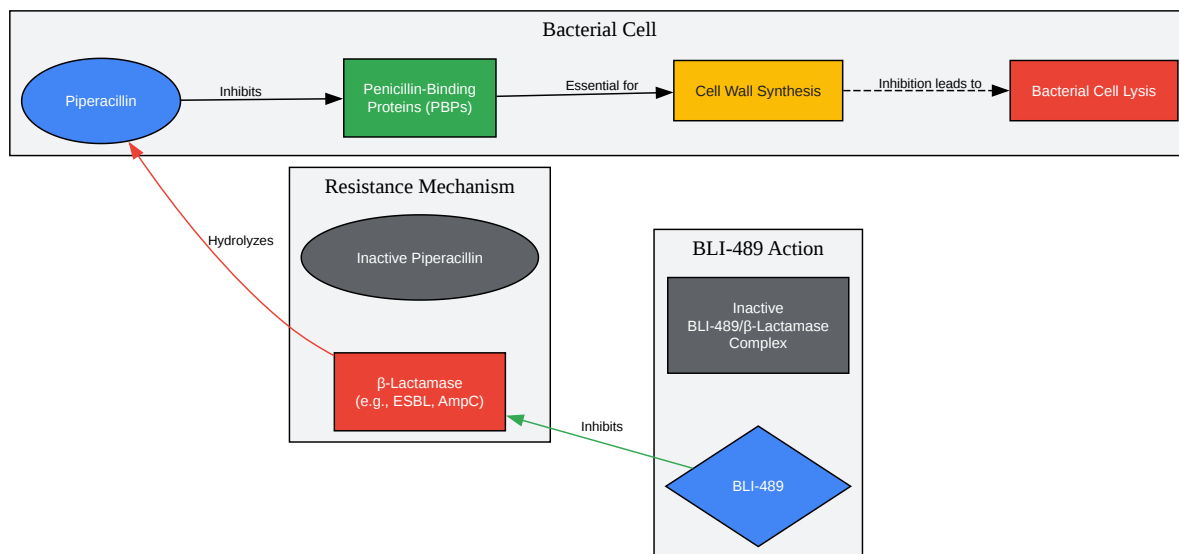 Bacterial Cell
Piperacillin
Inhibits
Penicillin-Binding
Proteins (PBPs)
Essential for
Cell Wall Synthesis
Inhibition leads to
Bacterial Cell Lysis
Resistance Mechanism
Hydrolyzes
Inactive Piperacillin
β-Lactamase
(e.g., ESBL, AmpC)
BLI-489 Action
Inactive
BLI-489/β-Lactamase
Complex
Inhibits
BLI-489